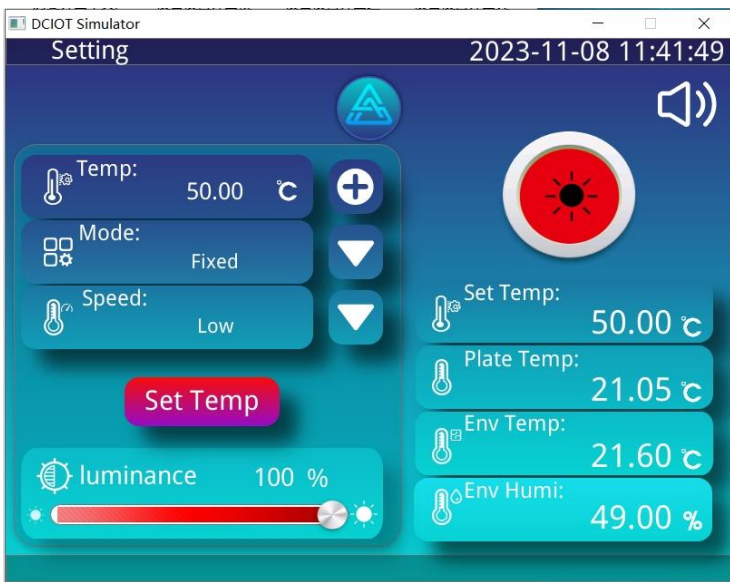 DCIOT Simulator
Setting
2023-11-08 11:41:49
Temp:
50.00 ℃
Mode:
Fixed
Speed:
Low
Set Temp
luminance 100 %
Set Temp:
50.00 ℃
Plate Temp:
21.05 ℃
Env Temp:
21.60 ℃
Env Humi:
49.00 %